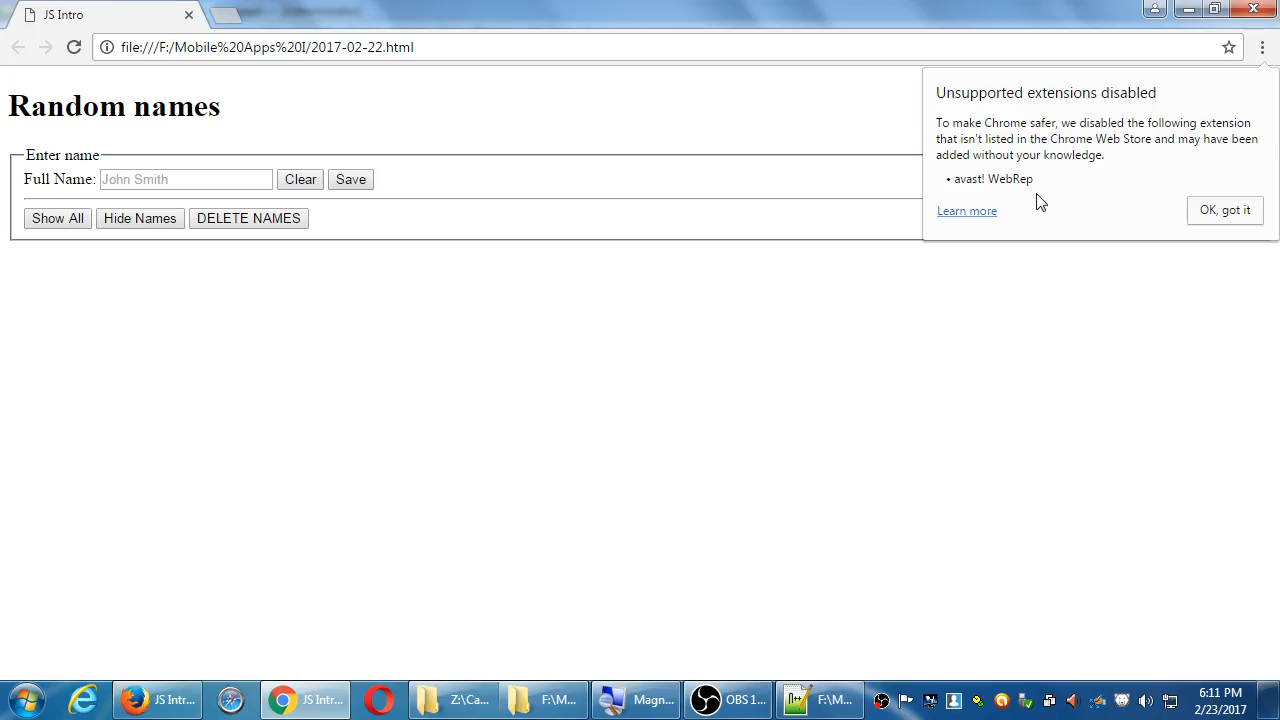 JS Intro
file:///F:/Mobile%20Apps%20I/2017-02-22.html
Random names
Enter name
Full Name: John Smith Clear Save
Show All Hide Names DELETE NAMES
Unsupported extensions disabled
To make Chrome safer, we disabled the following extension
that isn't listed in the Chrome Web Store and may have been
added without your knowledge.
• avast! WebRep
Learn more OK, got it
JS Intr... JS Intr... Z:\Ca... F:\M... Magn... OBS 1... F:\M... 6:11 PM
2/23/2017